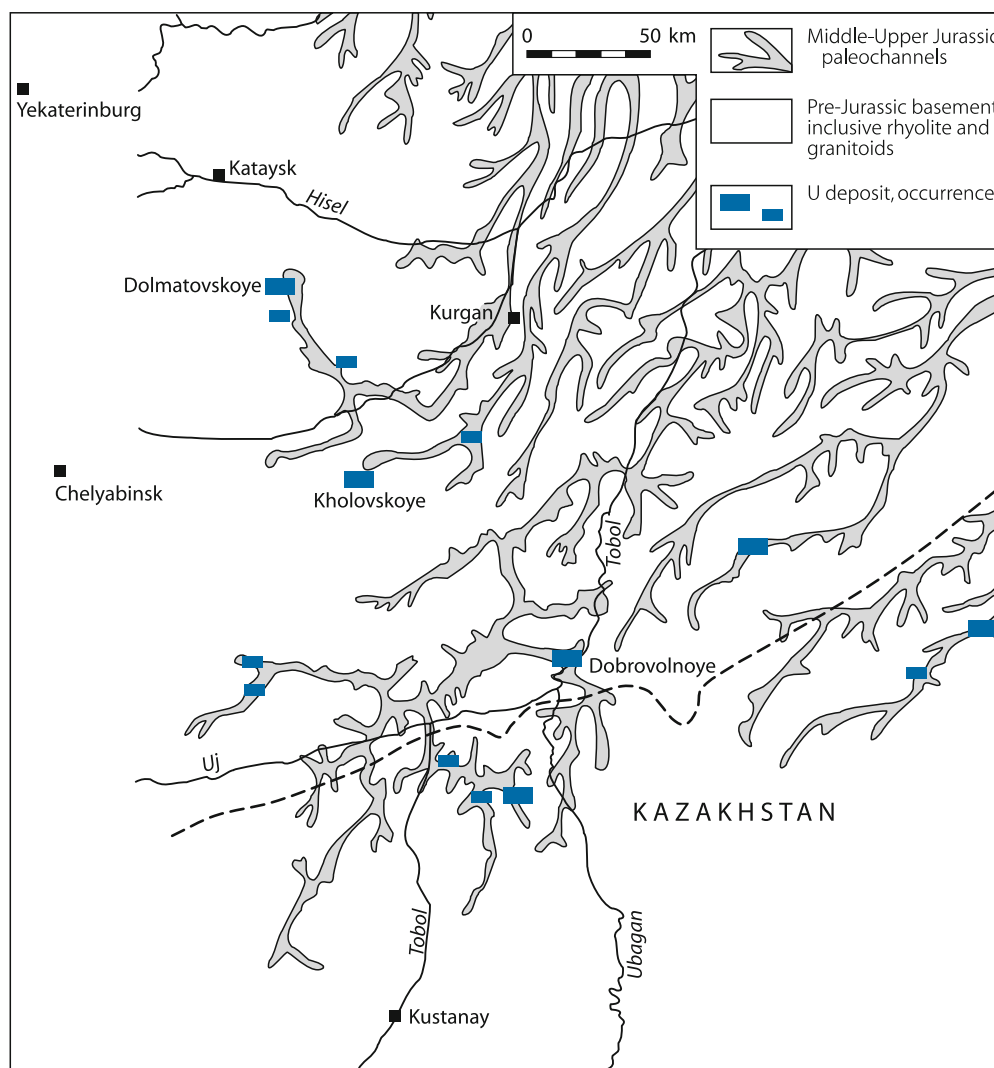 0 50 km
Middle-Upper Jurassic
paleochannels
Pre-Jurassic basement
inclusive rhyolite and
granitoids
U deposit, occurrence
Yekaterinburg
Kataysk
Hisel
Dolmatovskoye
Kurgan
Chelyabinsk
Kholovskoye
Tobol
Dobrovolnoye
Uj
KAZAKHSTAN
Tobol
Ubagan
Kustanay